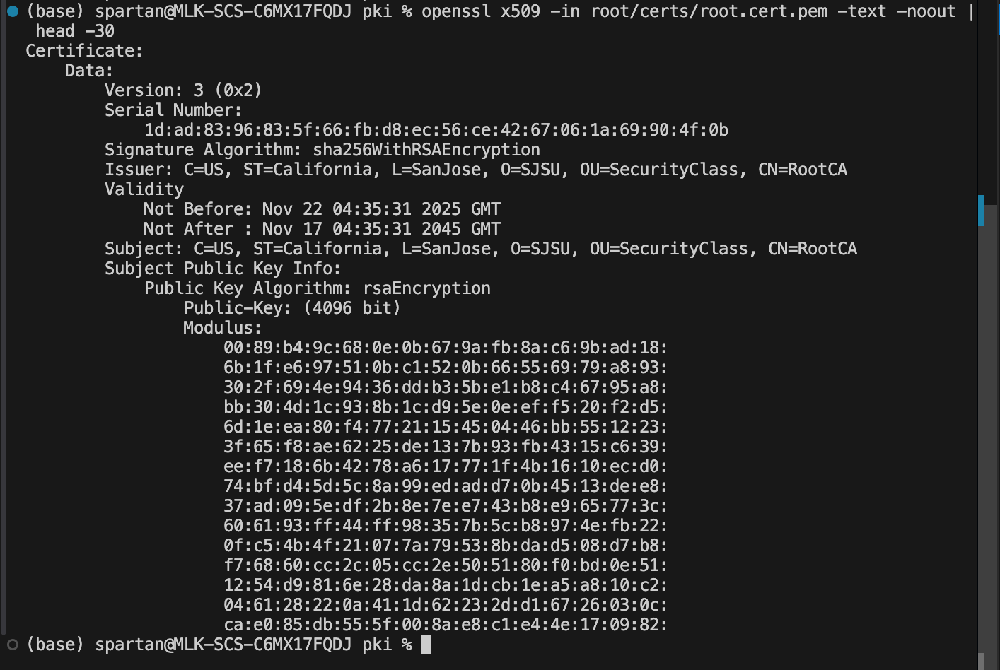 (base) spartan@MLK-SCS-C6MX17FQDJ pki % openssl x509 -in root/certs/root.cert.pem -text -noout |
 head -30
Certificate:
    Data:
        Version: 3 (0x2)
        Serial Number:
            1d:ad:83:96:83:5f:66:fb:d8:ec:56:ce:42:67:06:1a:69:90:4f:0b
        Signature Algorithm: sha256WithRSAEncryption
        Issuer: C=US, ST=California, L=SanJose, O=SJSU, OU=SecurityClass, CN=RootCA
        Validity
            Not Before: Nov 22 04:35:31 2025 GMT
            Not After : Nov 17 04:35:31 2045 GMT
        Subject: C=US, ST=California, L=SanJose, O=SJSU, OU=SecurityClass, CN=RootCA
        Subject Public Key Info:
            Public Key Algorithm: rsaEncryption
                Public-Key: (4096 bit)
                Modulus:
                    00:89:b4:9c:68:0e:0b:67:9a:fb:8a:c6:9b:ad:18:
                    6b:1f:e6:97:51:0b:c1:52:0b:66:55:69:79:a8:93:
                    30:2f:69:4e:94:36:dd:b3:5b:e1:b8:c4:67:95:a8:
                    bb:30:4d:1c:93:8b:1c:d9:5e:0e:ef:f5:20:f2:d5:
                    6d:1e:ea:80:f4:77:21:15:45:04:46:bb:55:12:23:
                    3f:65:f8:ae:62:25:de:13:7b:93:fb:43:15:c6:39:
                    ee:f7:18:6b:42:78:a6:17:77:1f:4b:16:10:ec:d0:
                    74:bf:d4:5d:5c:8a:99:ed:ad:d7:0b:45:13:de:e8:
                    37:ad:09:5e:df:2b:8e:7e:e7:43:b8:e9:65:77:3c:
                    60:61:93:ff:44:ff:98:35:7b:5c:b8:97:4e:fb:22:
                    0f:c5:4b:4f:21:07:7a:79:53:8b:da:d5:08:d7:b8:
                    f7:68:60:cc:2c:05:cc:2e:50:51:80:f0:bd:0e:51:
                    12:54:d9:81:6e:28:da:8a:1d:cb:1e:a5:a8:10:c2:
                    04:61:28:22:0a:41:1d:62:23:2d:d1:67:26:03:0c:
                    ca:e0:85:db:55:5f:00:8a:e8:c1:e4:4e:17:09:82:
(base) spartan@MLK-SCS-C6MX17FQDJ pki %